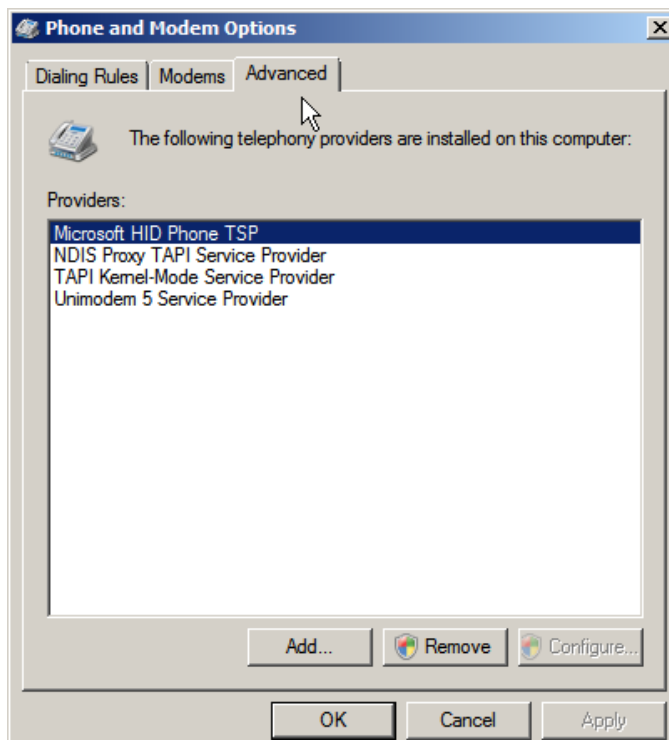 Phone and Modem Options
Dialing Rules Modems Advanced
The following telephony providers are installed on this computer:
Providers:
Microsoft HID Phone TSP
NDIS Proxy TAPI Service Provider
TAPI Kernel-Mode Service Provider
Unimodem 5 Service Provider
Add... Remove Configure...
OK Cancel Apply